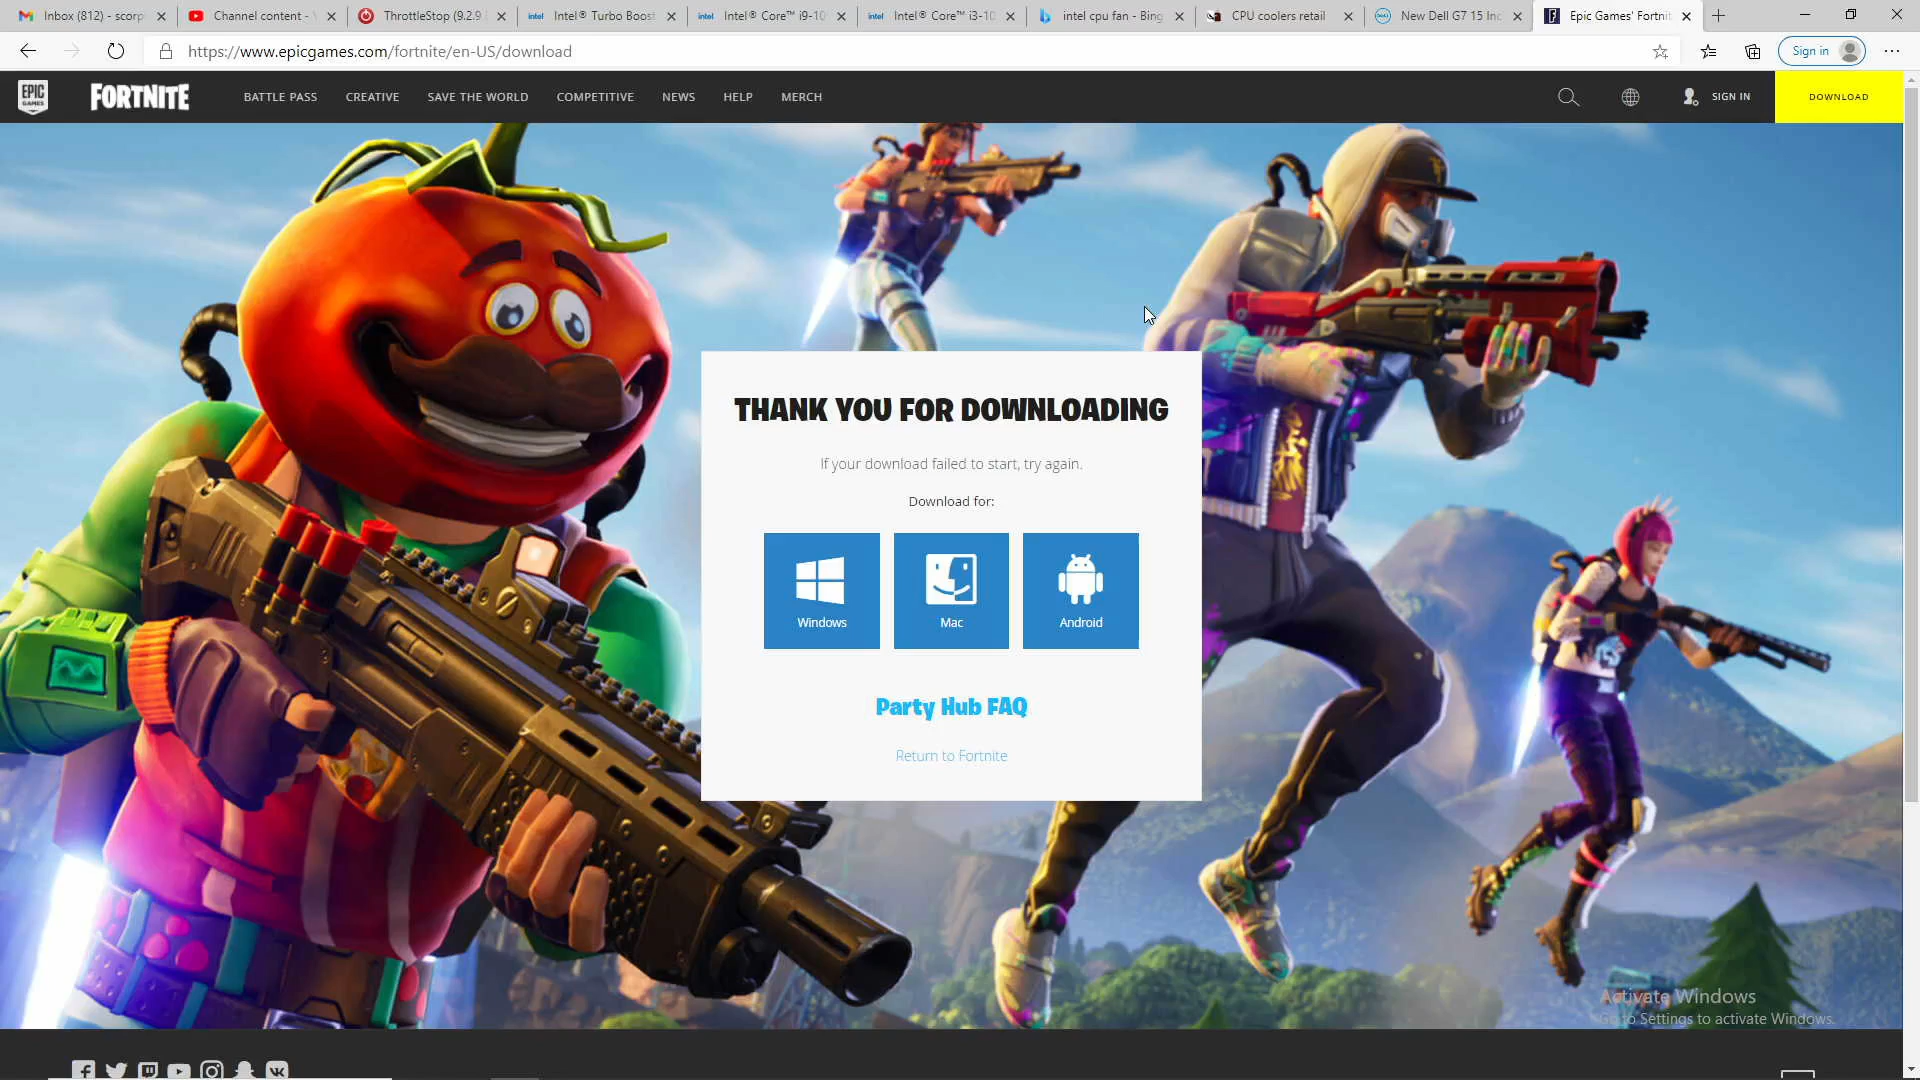 Inbox (812) - scorp
Channel content -
ThrottleStop (9.2.9
intel Intel® Turbo Boost
intel Intel® Core™ i9-10
intel Intel® Core™ i3-10
intel cpu fan - Bing
CPU coolers retail
New Dell G7 15 Inc
Epic Games' Fortnit
https://www.epicgames.com/fortnite/en-US/download
Sign in
EPIC GAMES
FORTNITE
BATTLE PASS
CREATIVE
SAVE THE WORLD
COMPETITIVE
NEWS
HELP
MERCH
SIGN IN
DOWNLOAD
THANK YOU FOR DOWNLOADING
If your download failed to start, try again.
Download for:
Windows
Mac
Android
Party Hub FAQ
Return to Fortnite
Activate Windows
Go to Settings to activate Windows.